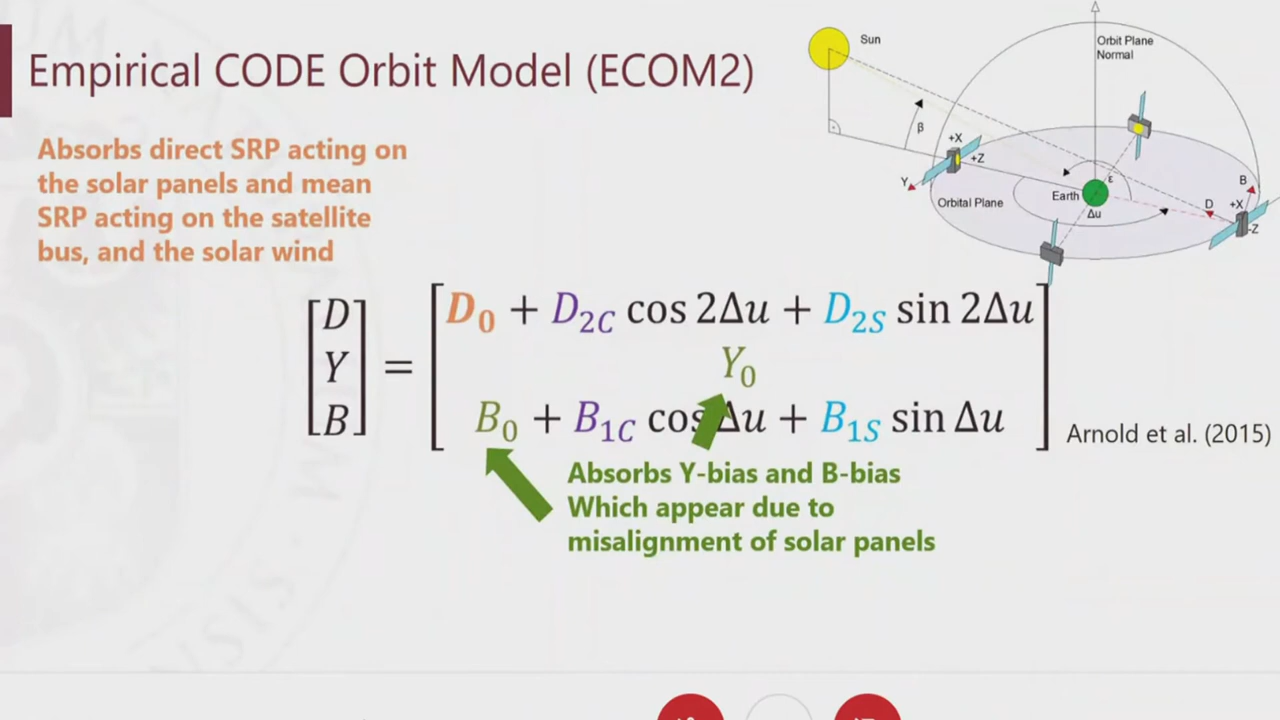 Empirical CODE Orbit Model (ECOM2)
Absorbs direct SRP acting on
the solar panels and mean
SRP acting on the satellite
bus, and the solar wind
Sun
Orbit Plane
Normal
β
+X
+Z
Y
Orbital Plane
Earth
ε
Δu
D
B
+X
-Z
[D Y B] = [D₀ + D₂C cos 2Δu + D₂S sin 2Δu
Y₀
B₀ + B₁C cos Δu + B₁S sin Δu]
Arnold et al. (2015)
Absorbs Y-bias and B-bias
Which appear due to
misalignment of solar panels